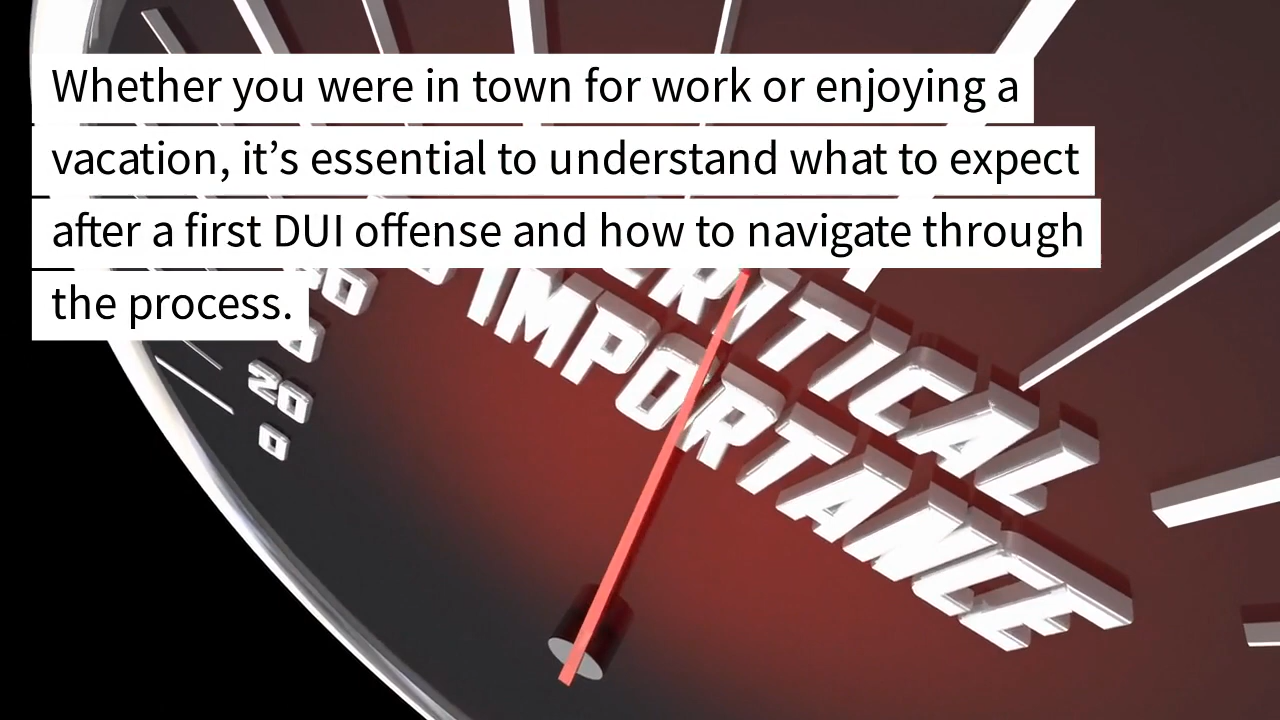 Whether you were in town for work or enjoying a
vacation, it’s essential to understand what to expect
after a first DUI offense and how to navigate through
the process.
CRITICAL
IMPORTANCE
20
0